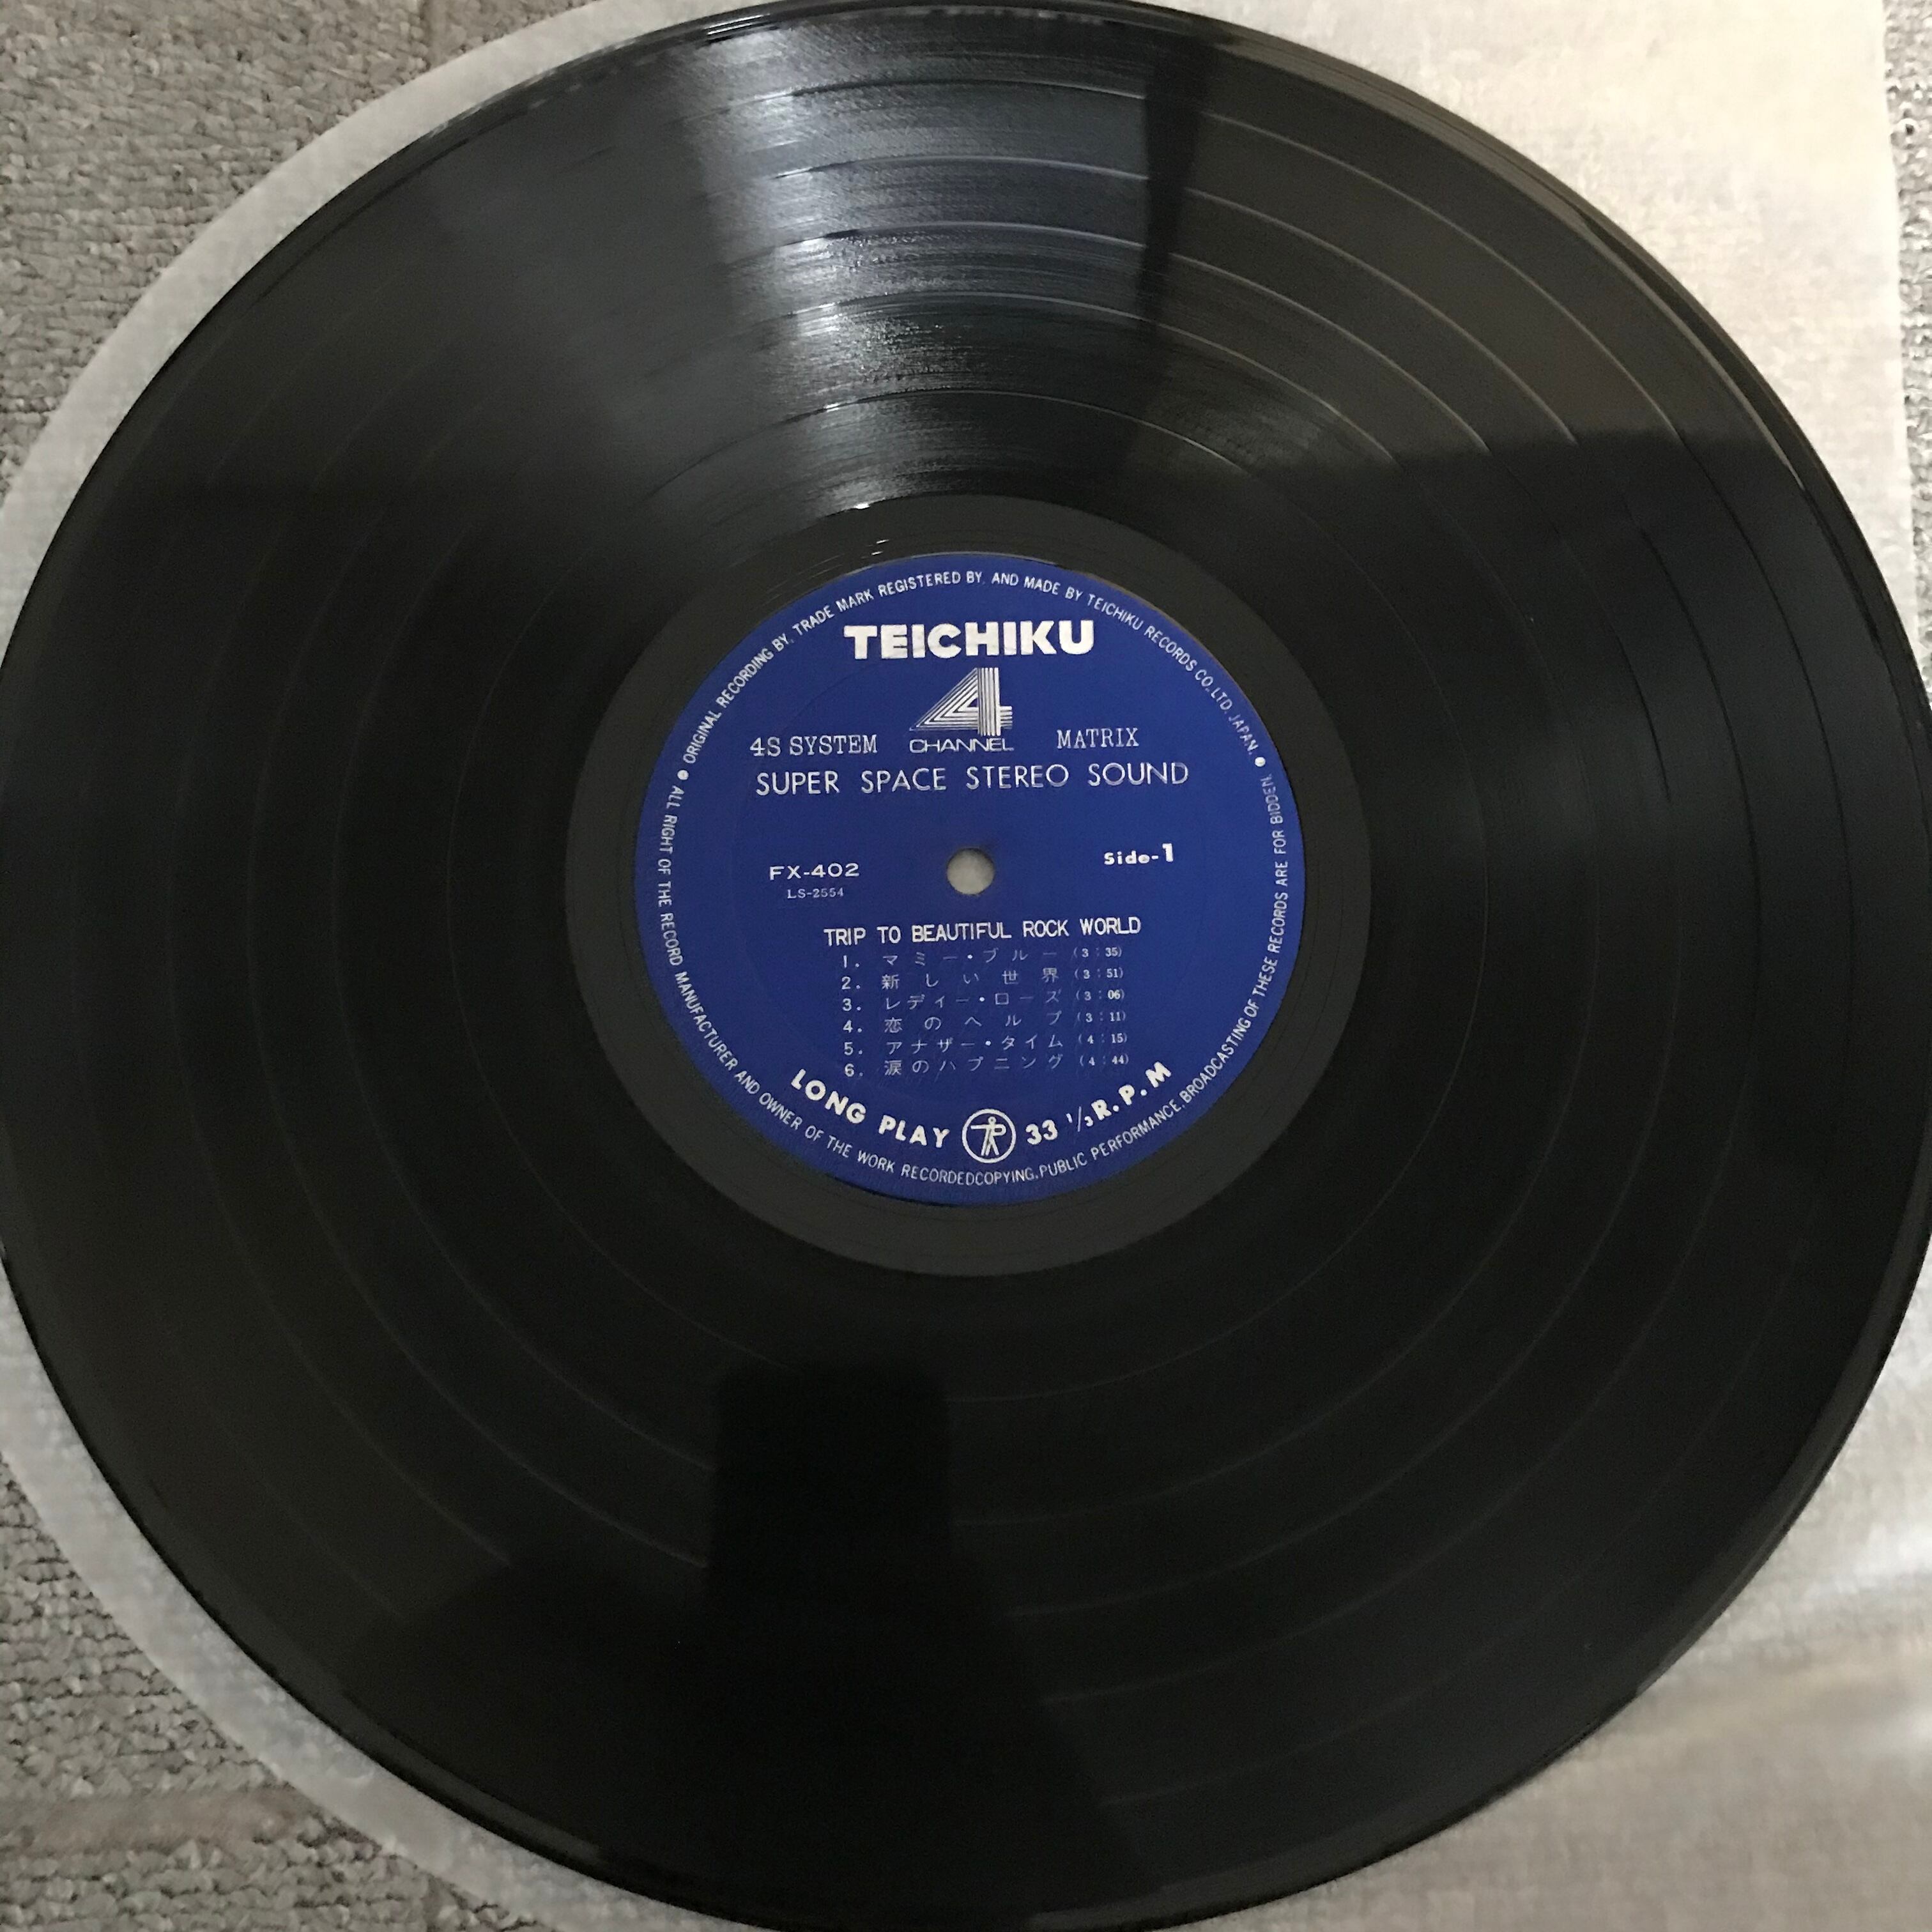 ● ORIGINAL RECORDING BY. TRADE MARK REGISTERED BY. AND MADE BY TEICHIKU RECORDS CO.,LTD. JAPAN. ●
TEICHIKU
4
4S SYSTEM CHANNEL MATRIX
SUPER SPACE STEREO SOUND
FX-402 Side-1
LS-2554
TRIP TO BEAUTIFUL ROCK WORLD
1. マミー・ブルー (3:35)
2. 新しい世界 (3:51)
3. レディー・ローズ (3:06)
4. 恋のヘルプ (3:11)
5. アナザー・タイム (4:15)
6. 涙のハプニング (4:44)
LONG PLAY TP 33 1/3 R.P.M
ALL RIGHT OF THE RECORD MANUFACTURER AND OWNER OF THE WORK RECORDEDCOPYING. PUBLIC PERFORMANCE. BROADCASTING OF THESE RECORDS ARE FOR BIDDEN.